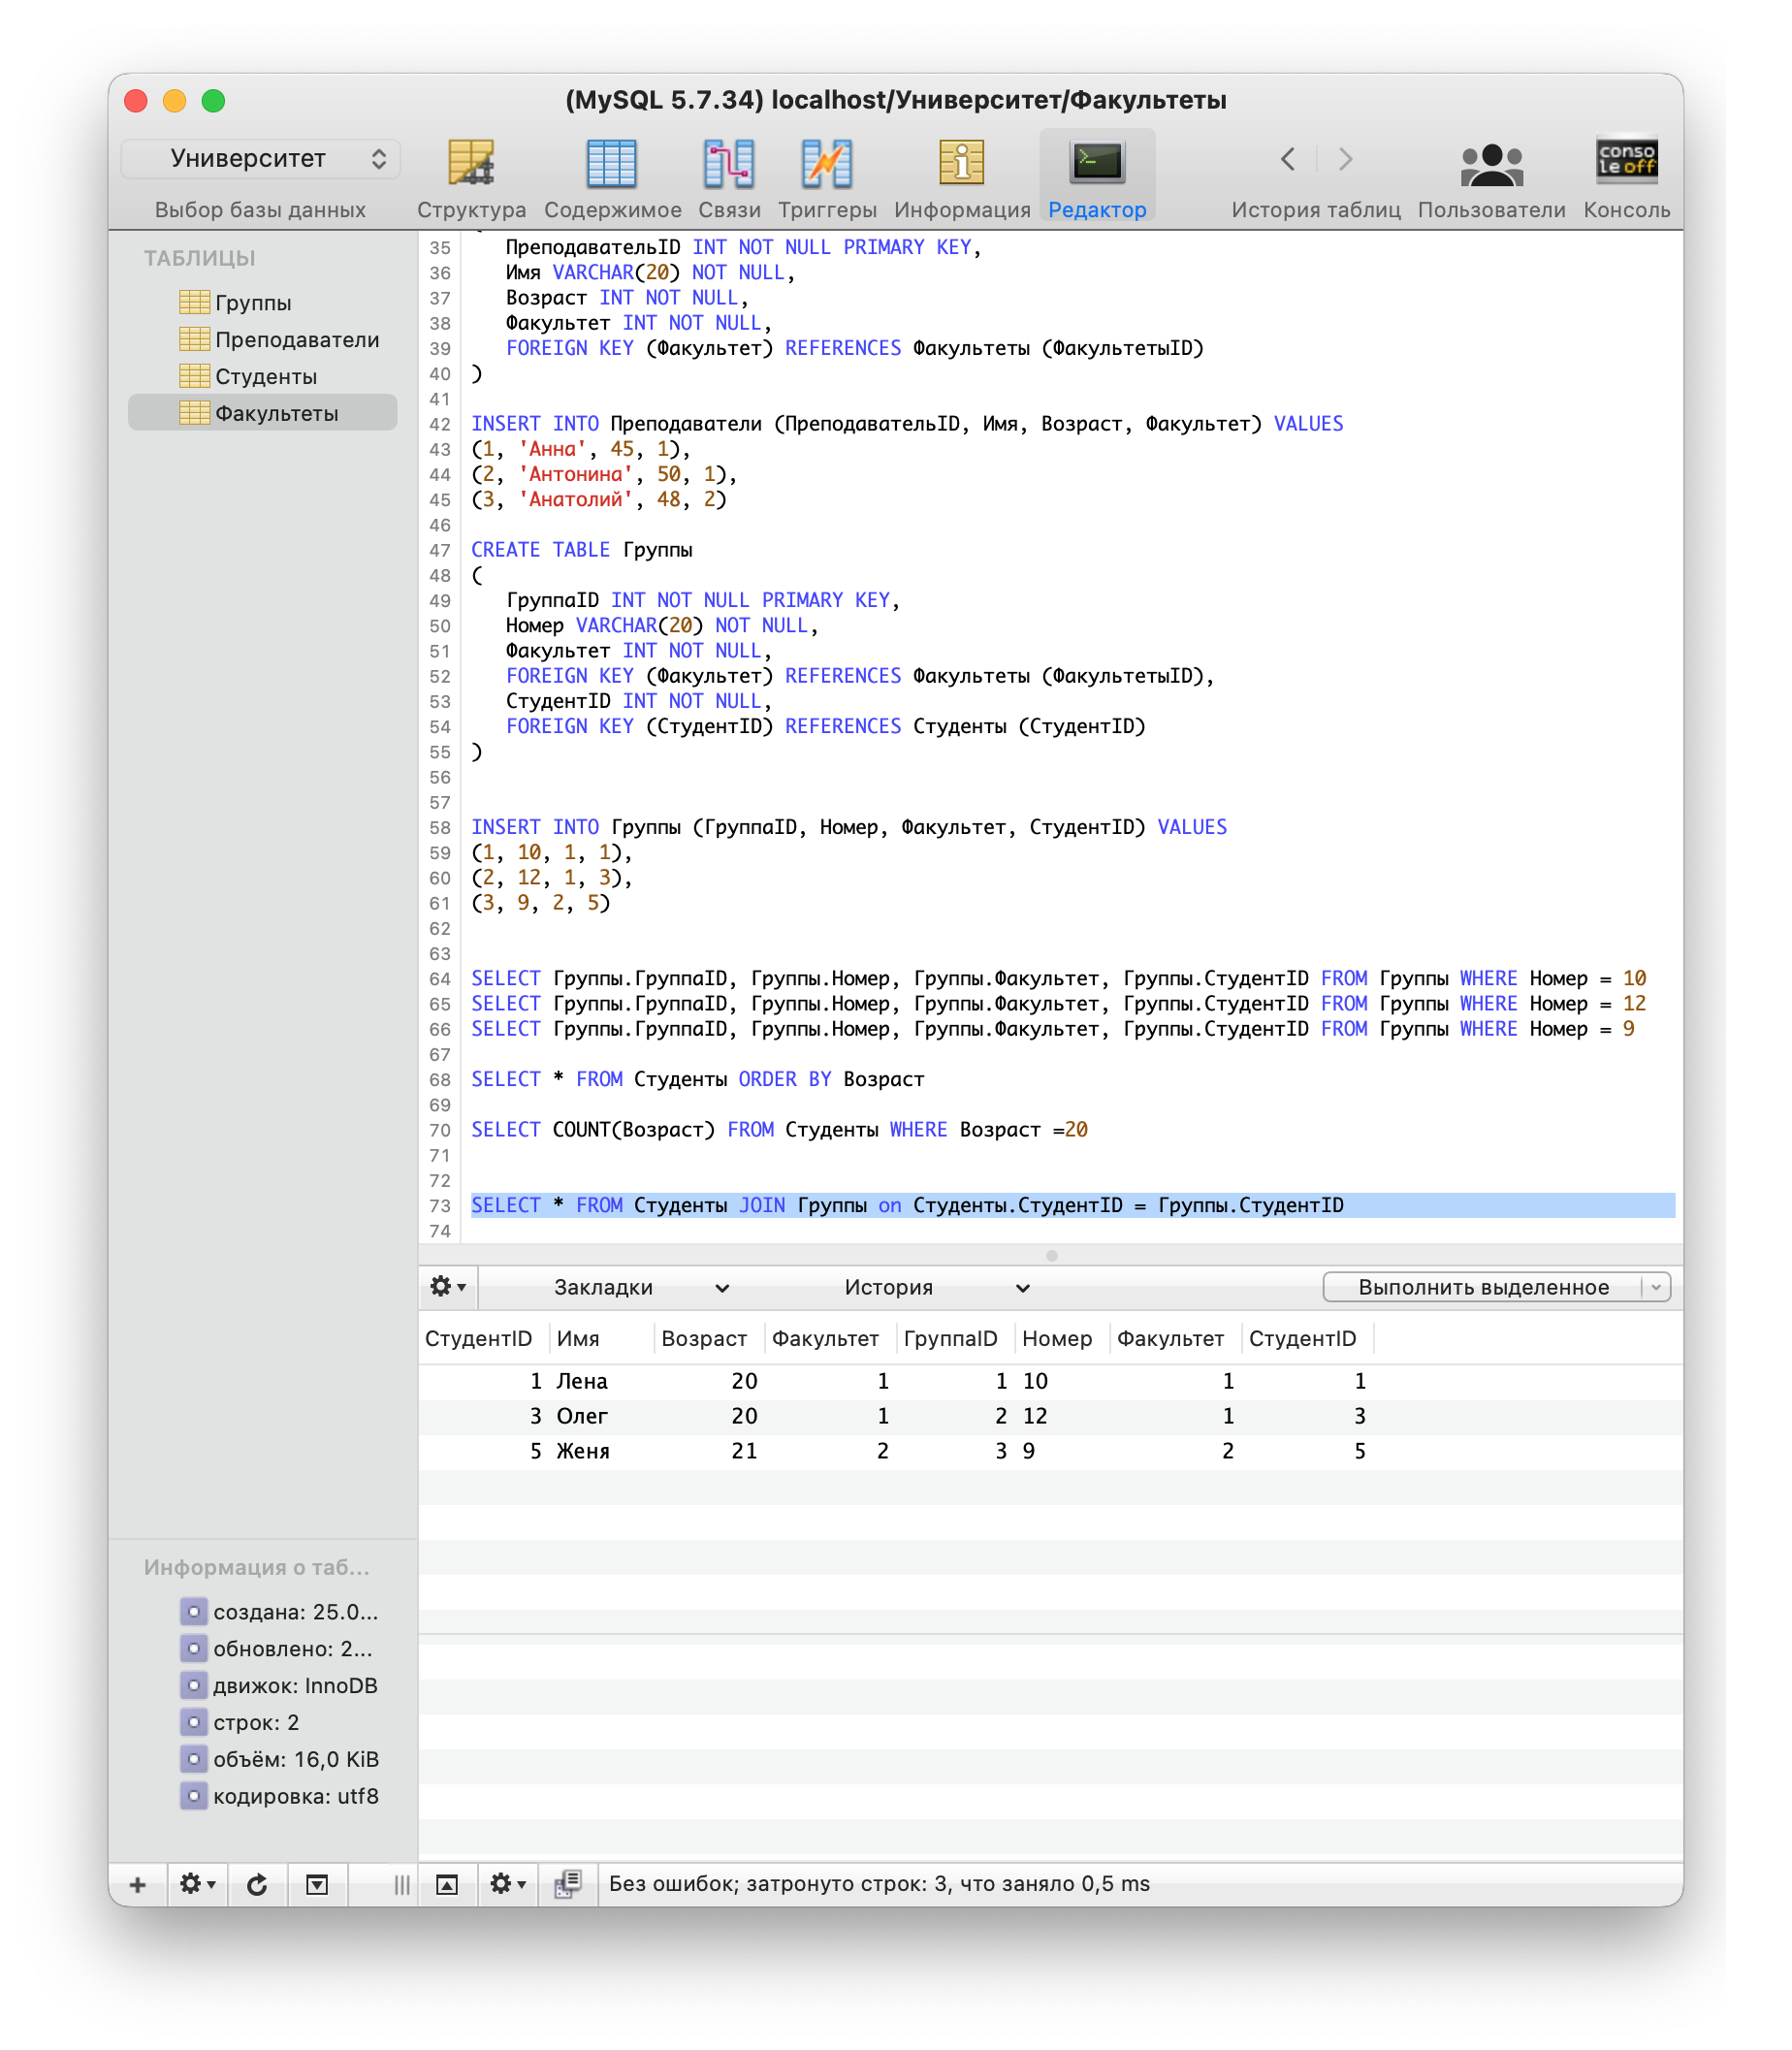 (MySQL 5.7.34) localhost/Университет/Факультеты
Университет
conso
le off
Выбор базы данных Структура Содержимое Связи Триггеры Информация Редактор История таблиц Пользователи Консоль
ТАБЛИЦЫ
Группы
Преподаватели
Студенты
Факультеты
35 ПреподавательID INT NOT NULL PRIMARY KEY,
36 Имя VARCHAR(20) NOT NULL,
37 Возраст INT NOT NULL,
38 Факультет INT NOT NULL,
39 FOREIGN KEY (Факультет) REFERENCES Факультеты (ФакультетыID)
40 )
41
42 INSERT INTO Преподаватели (ПреподавательID, Имя, Возраст, Факультет) VALUES
43 (1, 'Анна', 45, 1),
44 (2, 'Антонина', 50, 1),
45 (3, 'Анатолий', 48, 2)
46
47 CREATE TABLE Группы
48 (
49 ГруппаID INT NOT NULL PRIMARY KEY,
50 Номер VARCHAR(20) NOT NULL,
51 Факультет INT NOT NULL,
52 FOREIGN KEY (Факультет) REFERENCES Факультеты (ФакультетыID),
53 СтудентID INT NOT NULL,
54 FOREIGN KEY (СтудентID) REFERENCES Студенты (СтудентID)
55 )
56
57
58 INSERT INTO Группы (ГруппаID, Номер, Факультет, СтудентID) VALUES
59 (1, 10, 1, 1),
60 (2, 12, 1, 3),
61 (3, 9, 2, 5)
62
63
64 SELECT Группы.ГруппаID, Группы.Номер, Группы.Факультет, Группы.СтудентID FROM Группы WHERE Номер = 10
65 SELECT Группы.ГруппаID, Группы.Номер, Группы.Факультет, Группы.СтудентID FROM Группы WHERE Номер = 12
66 SELECT Группы.ГруппаID, Группы.Номер, Группы.Факультет, Группы.СтудентID FROM Группы WHERE Номер = 9
67
68 SELECT * FROM Студенты ORDER BY Возраст
69
70 SELECT COUNT(Возраст) FROM Студенты WHERE Возраст =20
71
72
73 SELECT * FROM Студенты JOIN Группы on Студенты.СтудентID = Группы.СтудентID
74
Закладки История Выполнить выделенное
СтудентID Имя Возраст Факультет ГруппаID Номер Факультет СтудентID
1 Лена 20 1 1 10 1 1
3 Олег 20 1 2 12 1 3
5 Женя 21 2 3 9 2 5
Информация о таб...
создана: 25.0...
обновлено: 2...
движок: InnoDB
строк: 2
объём: 16,0 KiB
кодировка: utf8
Без ошибок; затронуто строк: 3, что заняло 0,5 ms